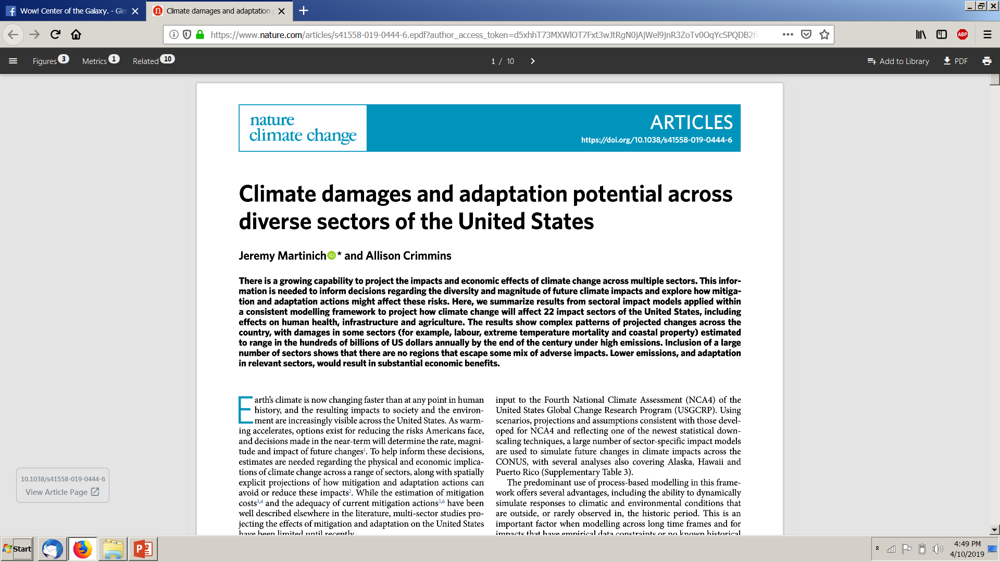 Wow! Center of the Galaxy. - Gler
Climate damages and adaptation
https://www.nature.com/articles/s41558-019-0444-6.epdf?author_access_token=d5xhhT73MXWlOT7Fxt3wJtRgN0jAjWel9jnR3ZoTv0OqYcSPQDB2f
ABP
Figures 3 Metrics 1 Related 10
1 / 10
Add to Library PDF
nature
climate change
ARTICLES
https://doi.org/10.1038/s41558-019-0444-6
Climate damages and adaptation potential across
diverse sectors of the United States
Jeremy Martinich iD * and Allison Crimmins
There is a growing capability to project the impacts and economic effects of climate change across multiple sectors. This infor-
mation is needed to inform decisions regarding the diversity and magnitude of future climate impacts and explore how mitiga-
tion and adaptation actions might affect these risks. Here, we summarize results from sectoral impact models applied within
a consistent modelling framework to project how climate change will affect 22 impact sectors of the United States, including
effects on human health, infrastructure and agriculture. The results show complex patterns of projected changes across the
country, with damages in some sectors (for example, labour, extreme temperature mortality and coastal property) estimated
to range in the hundreds of billions of US dollars annually by the end of the century under high emissions. Inclusion of a large
number of sectors shows that there are no regions that escape some mix of adverse impacts. Lower emissions, and adaptation
in relevant sectors, would result in substantial economic benefits.
Earth's climate is now changing faster than at any point in human
history, and the resulting impacts to society and the environ-
ment are increasingly visible across the United States. As warm-
ing accelerates, options exist for reducing the risks Americans face,
and decisions made in the near-term will determine the rate, magni-
tude and impact of future changes1. To help inform these decisions,
estimates are needed regarding the physical and economic implica-
tions of climate change across a range of sectors, along with spatially
explicit projections of how mitigation and adaptation actions can
avoid or reduce these impacts2. While the estimation of mitigation
costs3,4 and the adequacy of current mitigation actions5,6 have been
well described elsewhere in the literature, multi-sector studies pro-
jecting the effects of mitigation and adaptation on the United States
have been limited until recently.
input to the Fourth National Climate Assessment (NCA4) of the
United States Global Change Research Program (USGCRP). Using
scenarios, projections and assumptions consistent with those devel-
oped for NCA4 and reflecting one of the newest statistical down-
scaling techniques, a large number of sector-specific impact models
are used to simulate future changes in climate impacts across the
CONUS, with several analyses also covering Alaska, Hawaii and
Puerto Rico (Supplementary Table 3).
The predominant use of process-based modelling in this frame-
work offers several advantages, including the ability to dynamically
simulate responses to climatic and environmental conditions that
are outside, or rarely observed in, the historic period. This is an
important factor when modelling across long time frames and for
impacts that have empirical data constraints or no known historical
10.1038/s41558-019-0444-6
View Article Page
Start
4:49 PM
4/10/2019